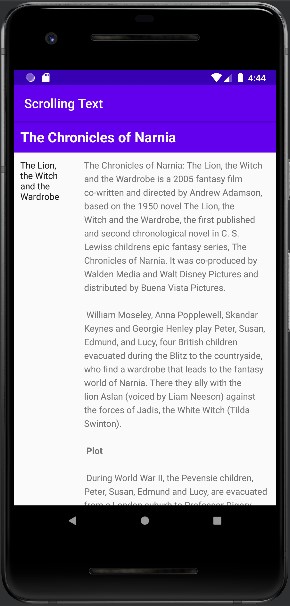 4:44
Scrolling Text
The Chronicles of Narnia
The Lion,
the Witch
and the
Wardrobe
The Chronicles of Narnia: The Lion, the Witch
and the Wardrobe is a 2005 fantasy film
co-written and directed by Andrew Adamson,
based on the 1950 novel The Lion, the
Witch and the Wardrobe, the first published
and second chronological novel in C. S.
Lewiss childrens epic fantasy series, The
Chronicles of Narnia. It was co-produced by
Walden Media and Walt Disney Pictures and
distributed by Buena Vista Pictures.
William Moseley, Anna Popplewell, Skandar
Keynes and Georgie Henley play Peter, Susan,
Edmund, and Lucy, four British children
evacuated during the Blitz to the countryside,
who find a wardrobe that leads to the fantasy
world of Narnia. There they ally with the
lion Aslan (voiced by Liam Neeson) against
the forces of Jadis, the White Witch (Tilda
Swinton).
Plot
During World War II, the Pevensie children,
Peter, Susan, Edmund and Lucy, are evacuated
from a London suburb to Professor Digory